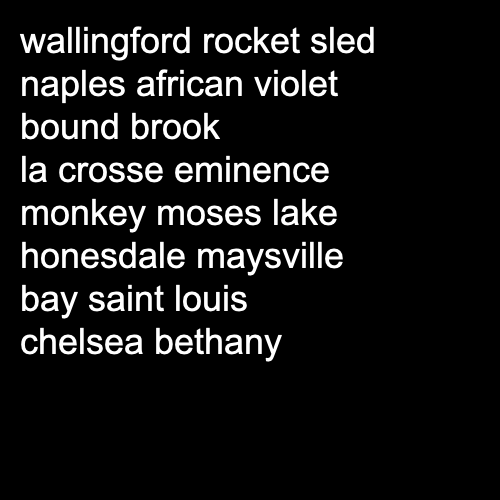 wallingford rocket sled
naples african violet
bound brook
la crosse eminence
monkey moses lake
honesdale maysville
bay saint louis
chelsea bethany